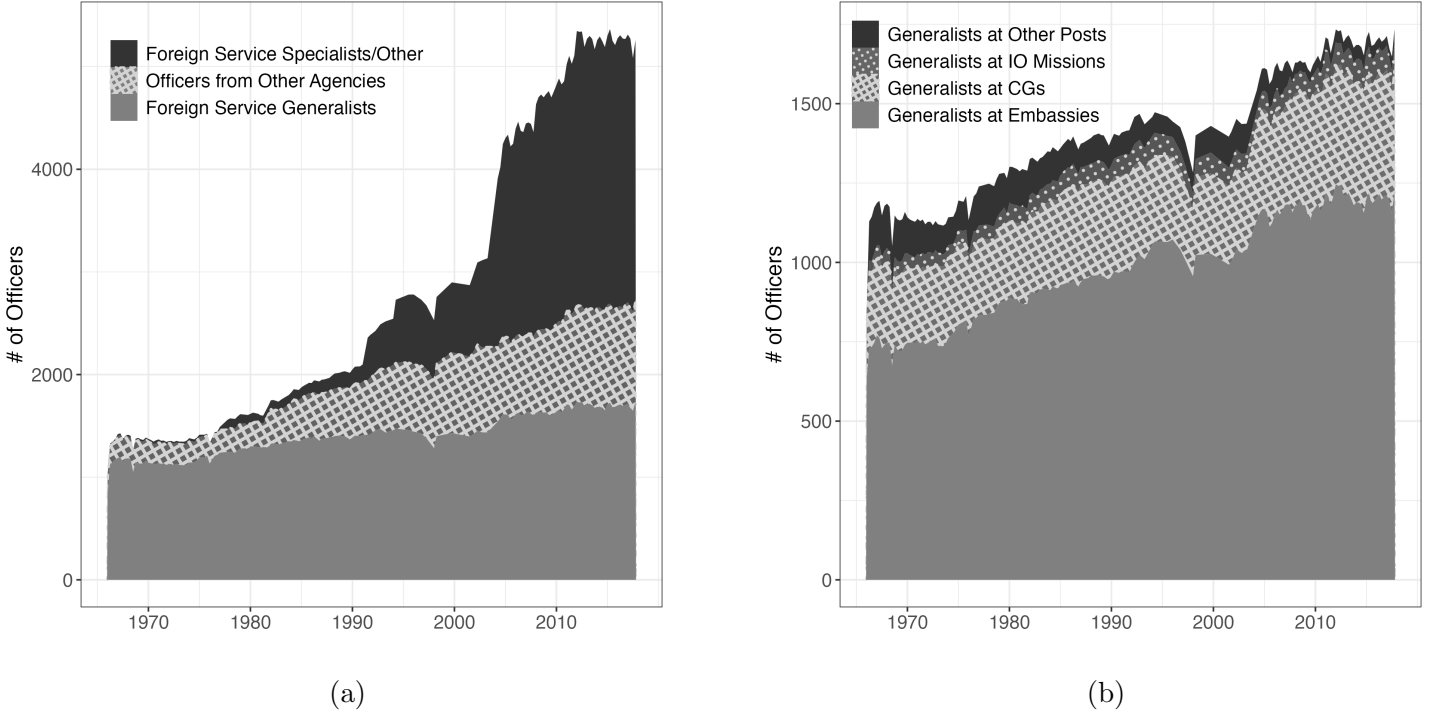 Foreign Service Specialists/Other
Officers from Other Agencies
Foreign Service Generalists
# of Officers
4000
2000
0
1970 1980 1990 2000 2010
(a)
Generalists at Other Posts
Generalists at IO Missions
Generalists at CGs
Generalists at Embassies
# of Officers
1500
1000
500
0
1970 1980 1990 2000 2010
(b)